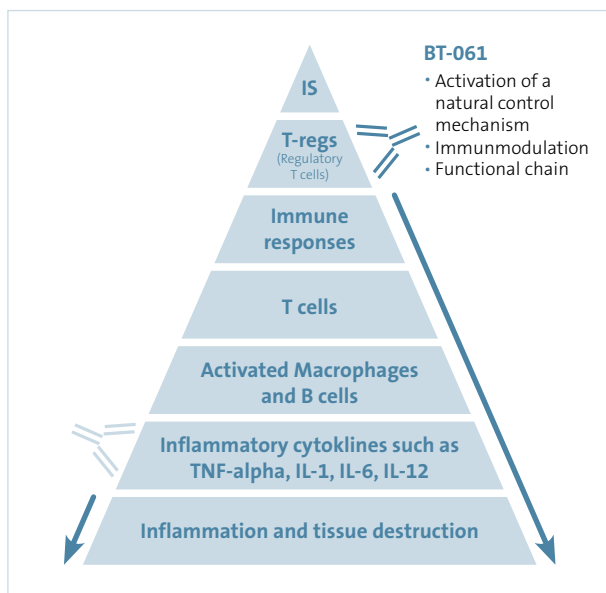 BT-061
• Activation of a
natural control
mechanism
• Immunmodulation
• Functional chain
IS
T-regs
(Regulatory
T cells)
Immune
responses
T cells
Activated Macrophages
and B cells
Inflammatory cytoklines such as
TNF-alpha, IL-1, IL-6, IL-12
Inflammation and tissue destruction